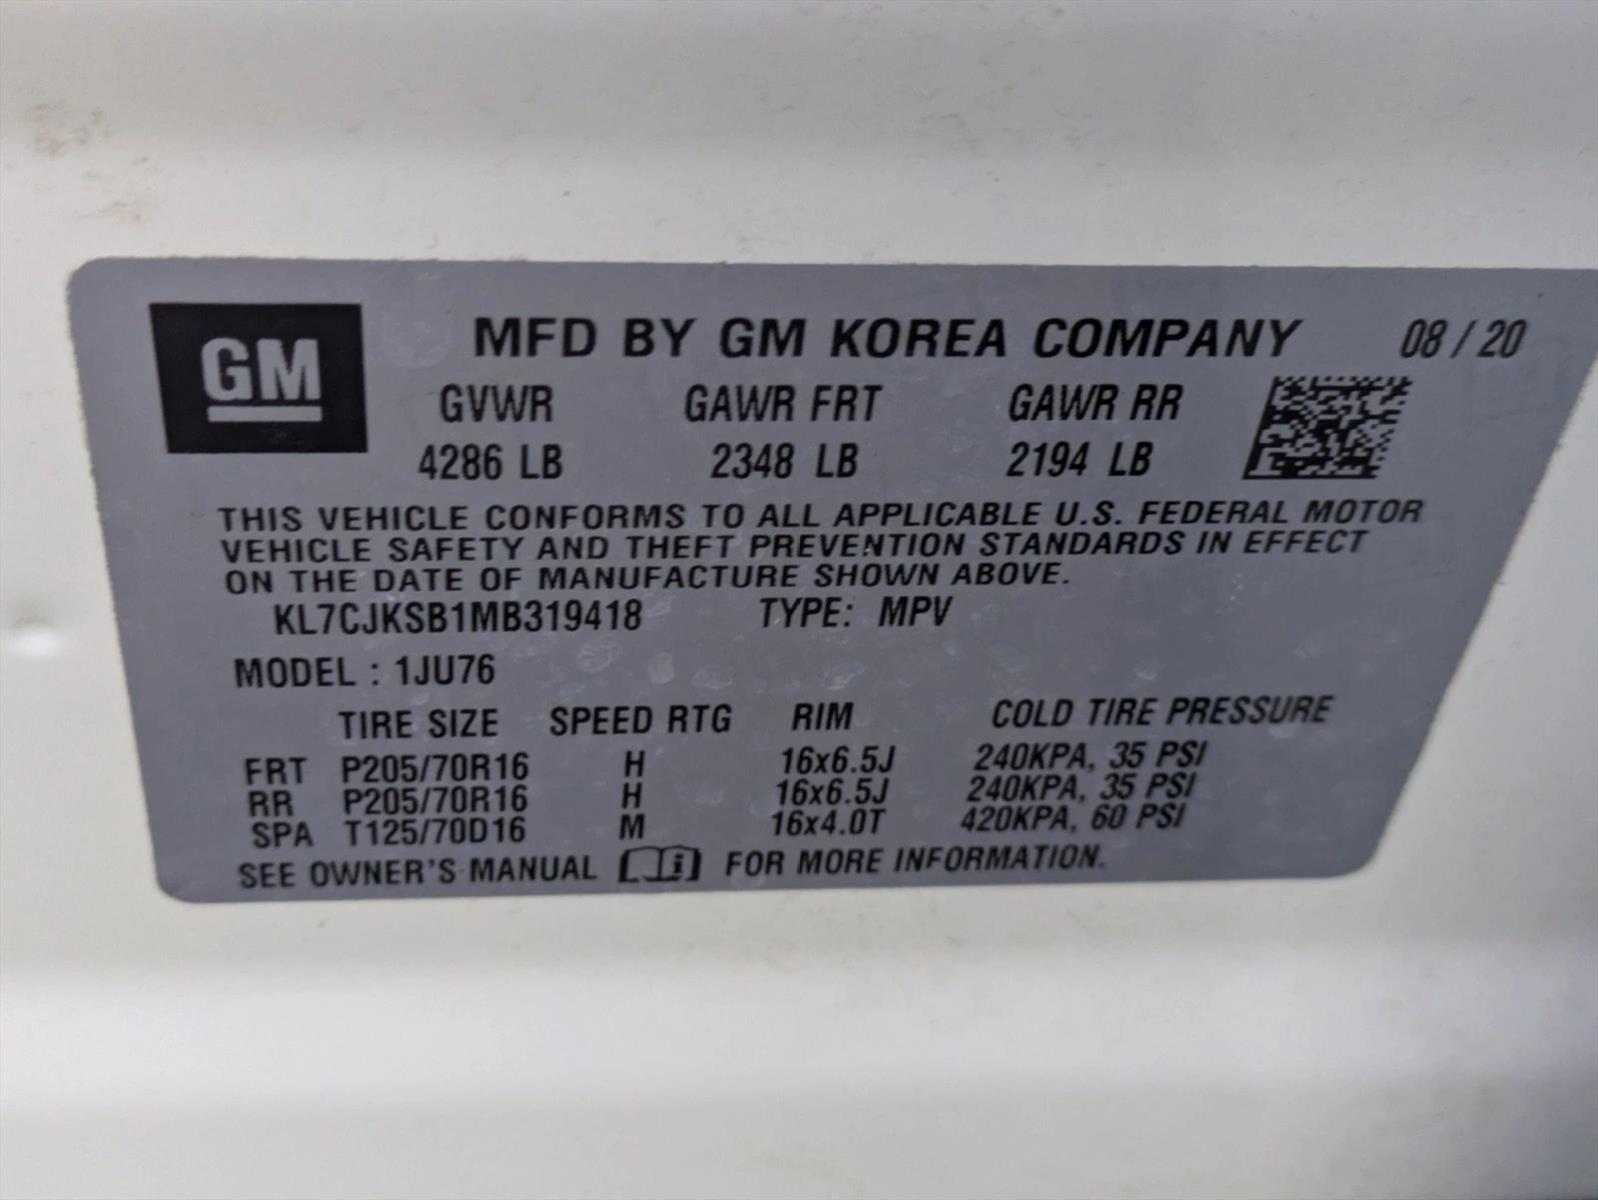 GM MFD BY GM KOREA COMPANY 08 / 20
GVWR GAWR FRT GAWR RR
4286 LB 2348 LB 2194 LB
THIS VEHICLE CONFORMS TO ALL APPLICABLE U.S. FEDERAL MOTOR
VEHICLE SAFETY AND THEFT PREVENTION STANDARDS IN EFFECT
ON THE DATE OF MANUFACTURE SHOWN ABOVE.
KL7CJKSB1MB319418 TYPE: MPV
MODEL : 1JU76
TIRE SIZE SPEED RTG RIM COLD TIRE PRESSURE
FRT P205/70R16 H 16x6.5J 240KPA, 35 PSI
RR P205/70R16 H 16x6.5J 240KPA, 35 PSI
SPA T125/70D16 M 16x4.0T 420KPA, 60 PSI
SEE OWNER'S MANUAL FOR MORE INFORMATION.